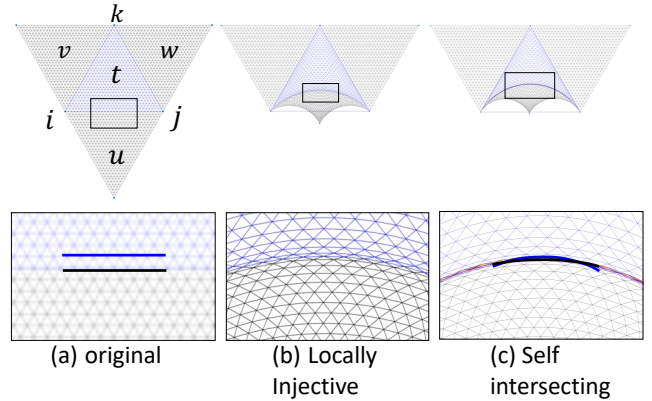 k
v
w
t
i
j
u
(a) original
(b) Locally
Injective
(c) Self
intersecting